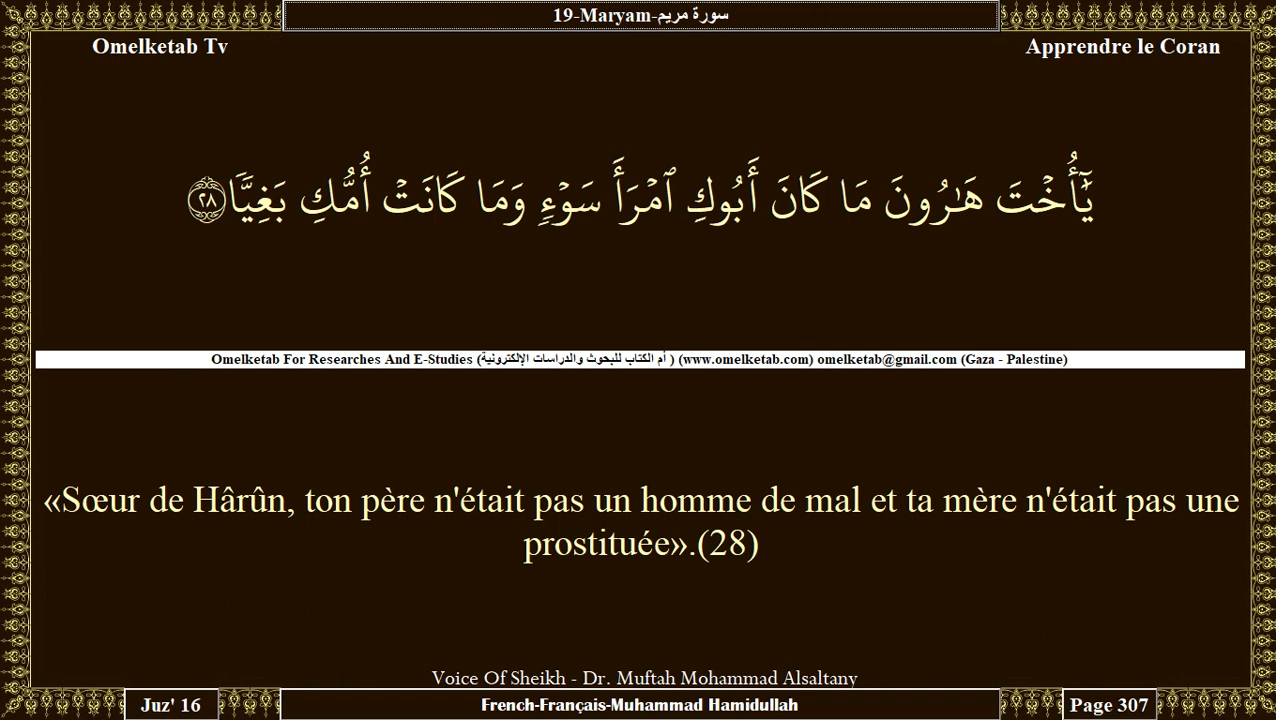 19-Maryam-سورة مريم
Omelketab Tv
Apprendre le Coran
يَٰٓأُخۡتَ هَٰرُونَ مَا كَانَ أَبُوكِ ٱمۡرَأَ سَوۡءٖ وَمَا كَانَتۡ أُمُّكِ بَغِيّٗا ٢٨
Omelketab For Researches And E-Studies (أم الكتاب للبحوث والدراسات الإلكترونية ) (www.omelketab.com) omelketab@gmail.com (Gaza - Palestine)
«Sœur de Hârûn, ton père n'était pas un homme de mal et ta mère n'était pas une
prostituée».(28)
Voice Of Sheikh - Dr. Muftah Mohammad Alsaltany
Juz' 16
French-Français-Muhammad Hamidullah
Page 307